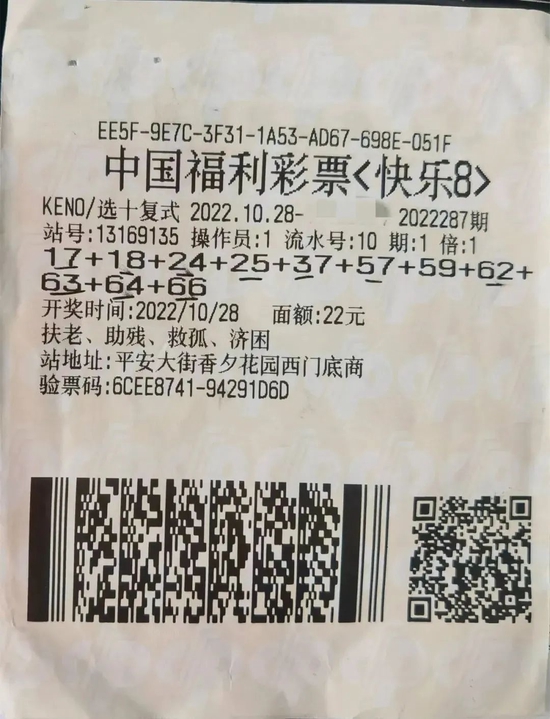 EE5F-9E7C-3F31-1A53-AD67-698E-051F
中国福利彩票<快乐8>
KENO/选十复式 2022.10.28- 2022287期
站号:13169135 操作员:1 流水号:10 期:1 倍:1
17+18+24+25+37+57+59+62+
63+64+66
开奖时间:2022/10/28 面额:22元
扶老、助残、救孤、济困
站地址:平安大街香夕花园西门底商
验票码:6CEE8741-94291D6D